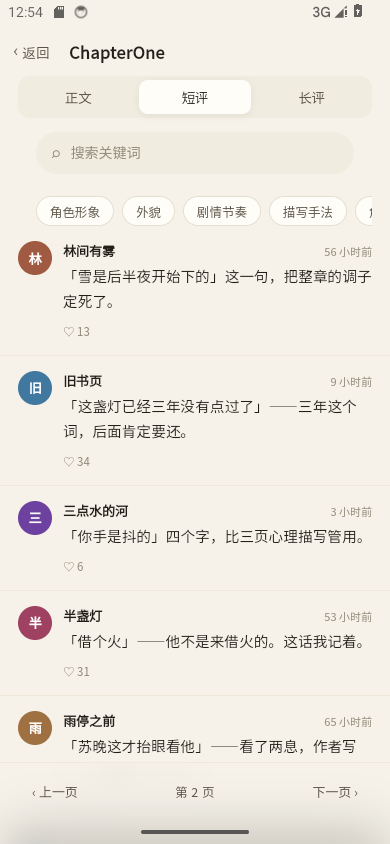 12:54
3G
‹ 返回
ChapterOne
正文
短评
长评
搜索关键词
角色形象
外貌
剧情节奏
描写手法
林
林间有雾
56 小时前
「雪是后半夜开始下的」这一句，把整章的调子
定死了。
♡ 13
旧
旧书页
9 小时前
「这盏灯已经三年没有点过了」——三年这个
词，后面肯定要还。
♡ 34
三
三点水的河
3 小时前
「你手是抖的」四个字，比三页心理描写管用。
♡ 6
半
半盏灯
53 小时前
「借个火」——他不是来借火的。这话我记着。
♡ 31
雨
雨停之前
65 小时前
「苏晚这才抬眼看他」——看了两息，作者写
‹ 上一页
第 2 页
下一页 ›